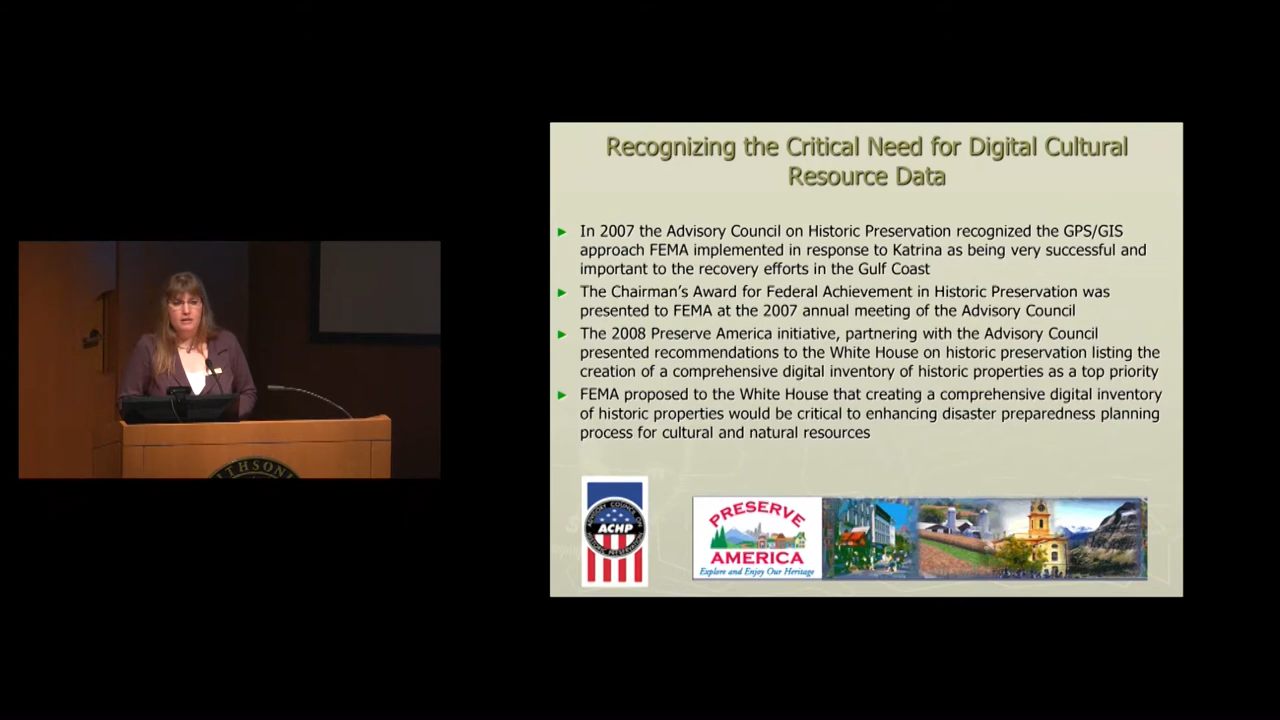 Recognizing the Critical Need for Digital Cultural
Resource Data
In 2007 the Advisory Council on Historic Preservation recognized the GPS/GIS
approach FEMA implemented in response to Katrina as being very successful and
important to the recovery efforts in the Gulf Coast
The Chairman's Award for Federal Achievement in Historic Preservation was
presented to FEMA at the 2007 annual meeting of the Advisory Council
The 2008 Preserve America initiative, partnering with the Advisory Council
presented recommendations to the White House on historic preservation listing the
creation of a comprehensive digital inventory of historic properties as a top priority
FEMA proposed to the White House that creating a comprehensive digital inventory
of historic properties would be critical to enhancing disaster preparedness planning
process for cultural and natural resources
ACHP
PRESERVE
AMERICA
Explore and Enjoy Our Heritage